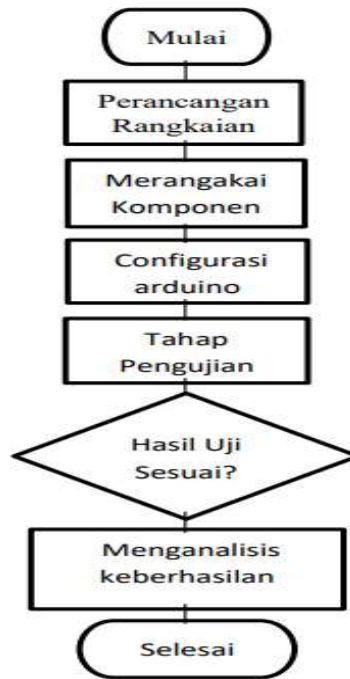 Mulai
Perancangan
Rangkaian
Merangakai
Komponen
Configurasi
arduino
Tahap
Pengujian
Hasil Uji
Sesuai?
Menganalisis
keberhasilan
Selesai